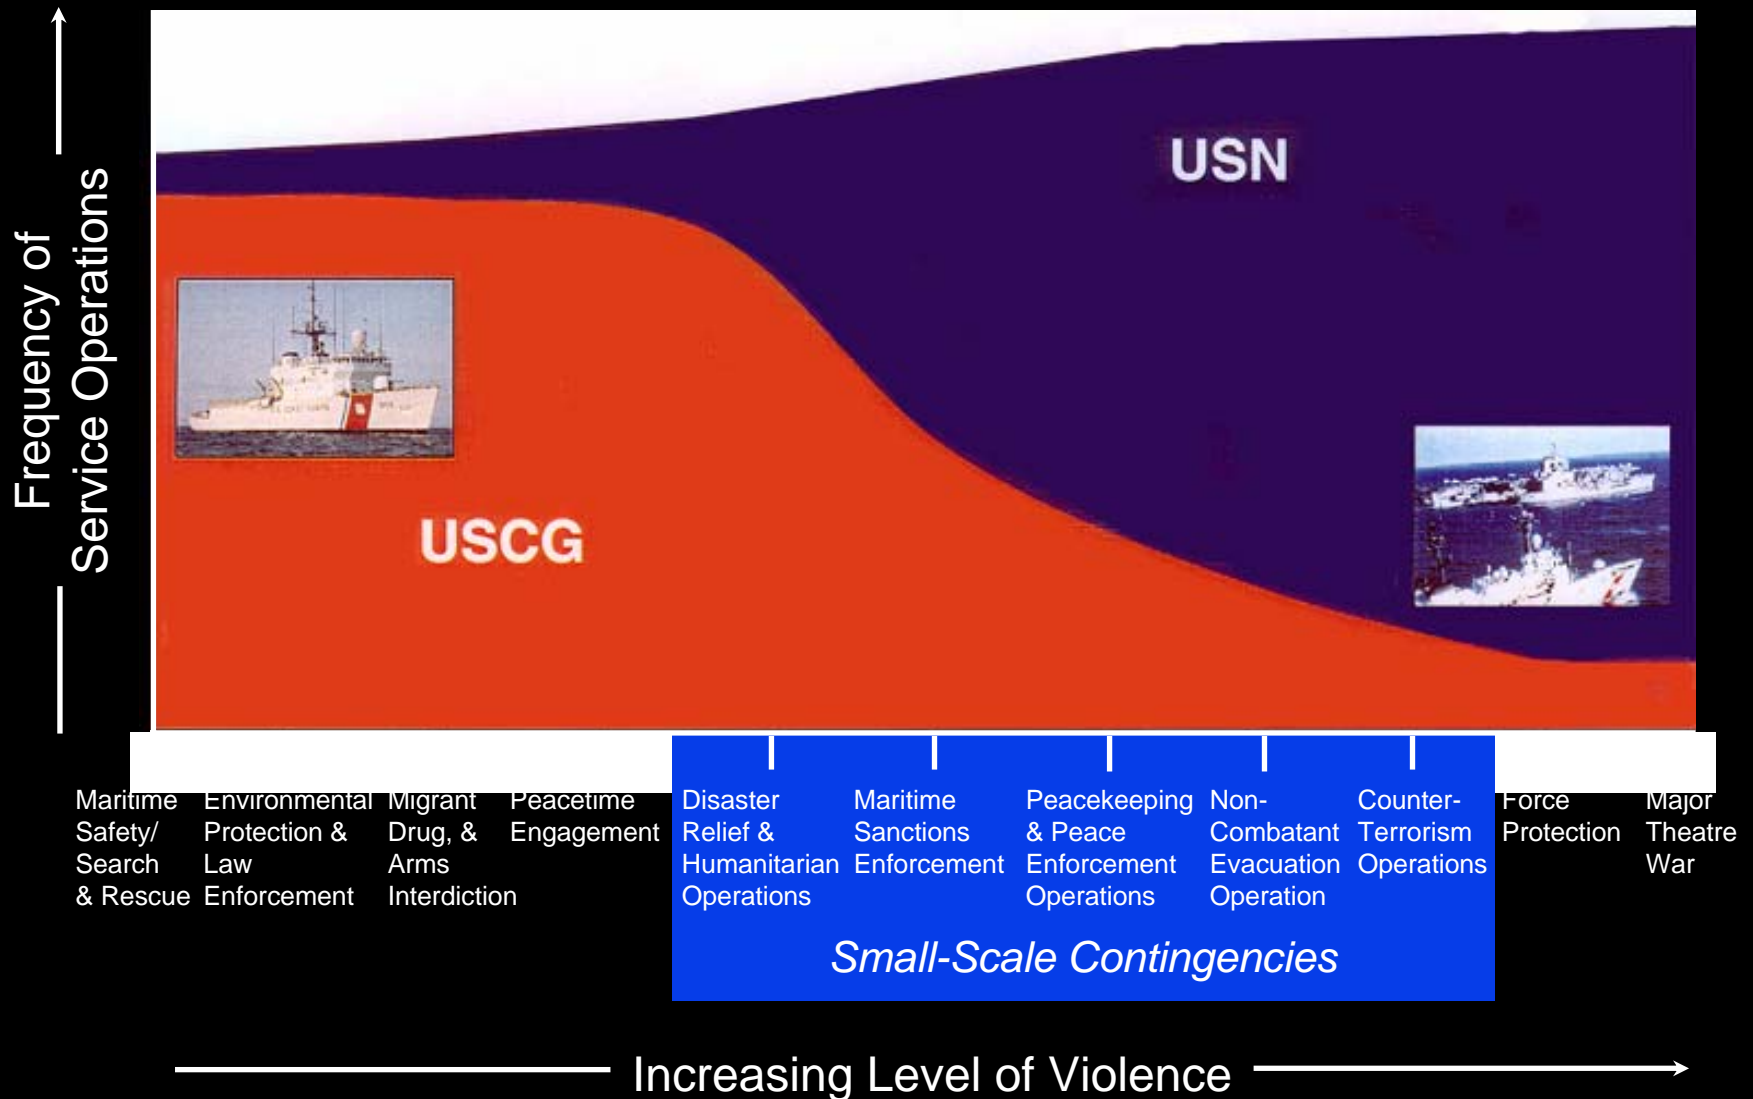 Frequency of
Service Operations
USN
USCG
Maritime
Safety/
Search
& Rescue
Environmental
Protection &
Law
Enforcement
Migrant
Drug, &
Arms
Interdiction
Peacetime
Engagement
Disaster
Relief &
Humanitarian
Operations
Maritime
Sanctions
Enforcement
Peacekeeping
& Peace
Enforcement
Operations
Non-
Combatant
Evacuation
Operation
Counter-
Terrorism
Operations
Force
Protection
Major
Theatre
War
Small-Scale Contingencies
Increasing Level of Violence